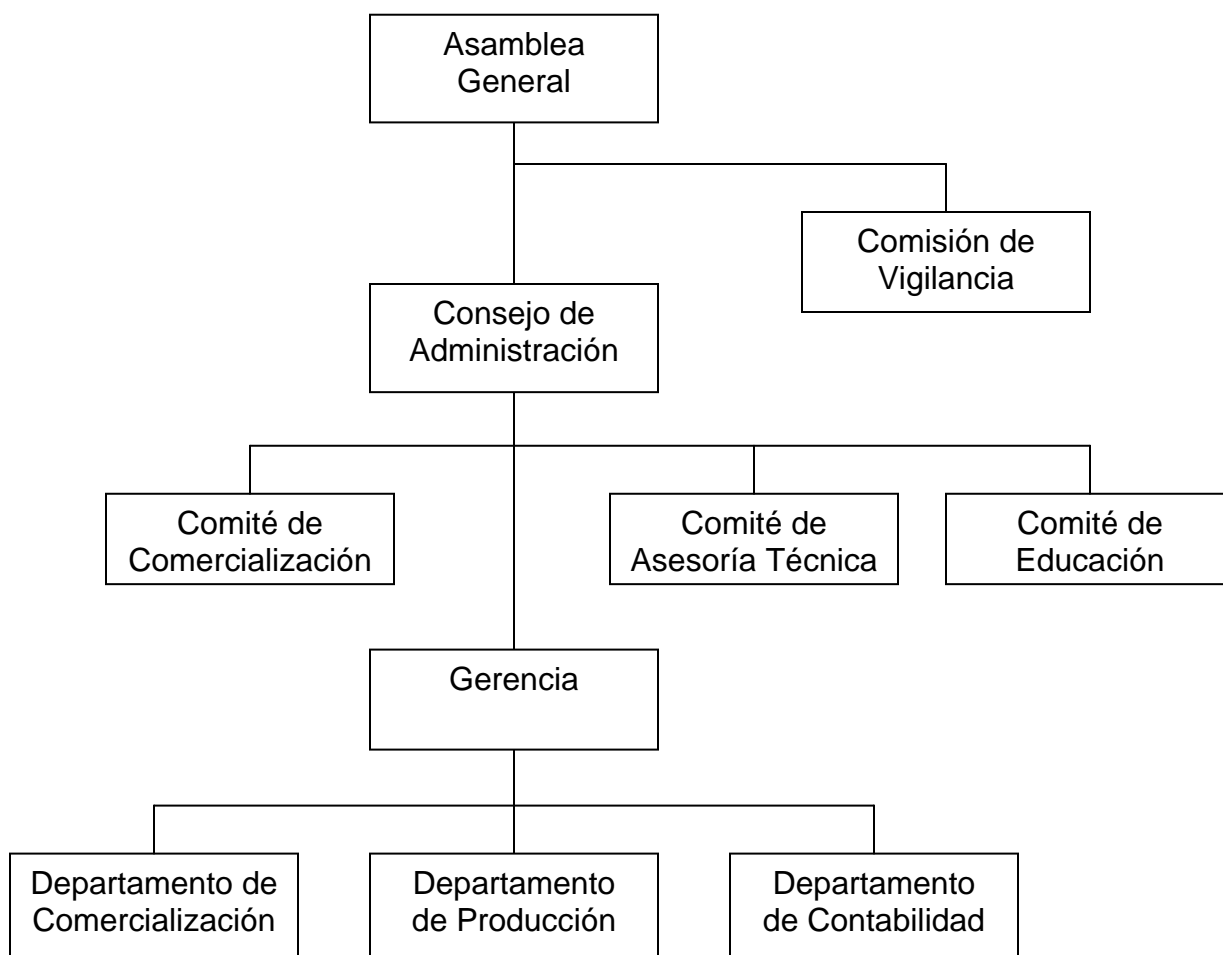 Asamblea
General
Comisión de
Vigilancia
Consejo de
Administración
Comité de
Comercialización
Comité de
Asesoría Técnica
Comité de
Educación
Gerencia
Departamento de
Comercialización
Departamento
de Producción
Departamento
de Contabilidad